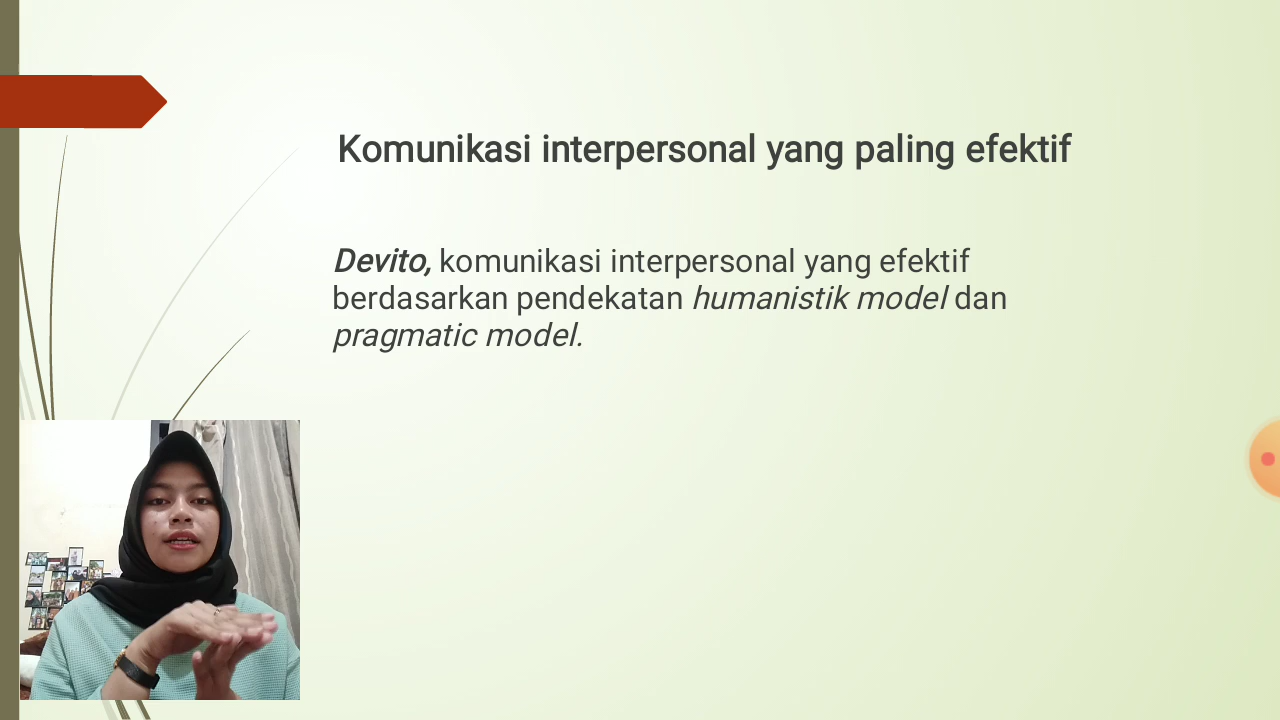 Komunikasi interpersonal yang paling efektif
Devito, komunikasi interpersonal yang efektif
berdasarkan pendekatan humanistik model dan
pragmatic model.